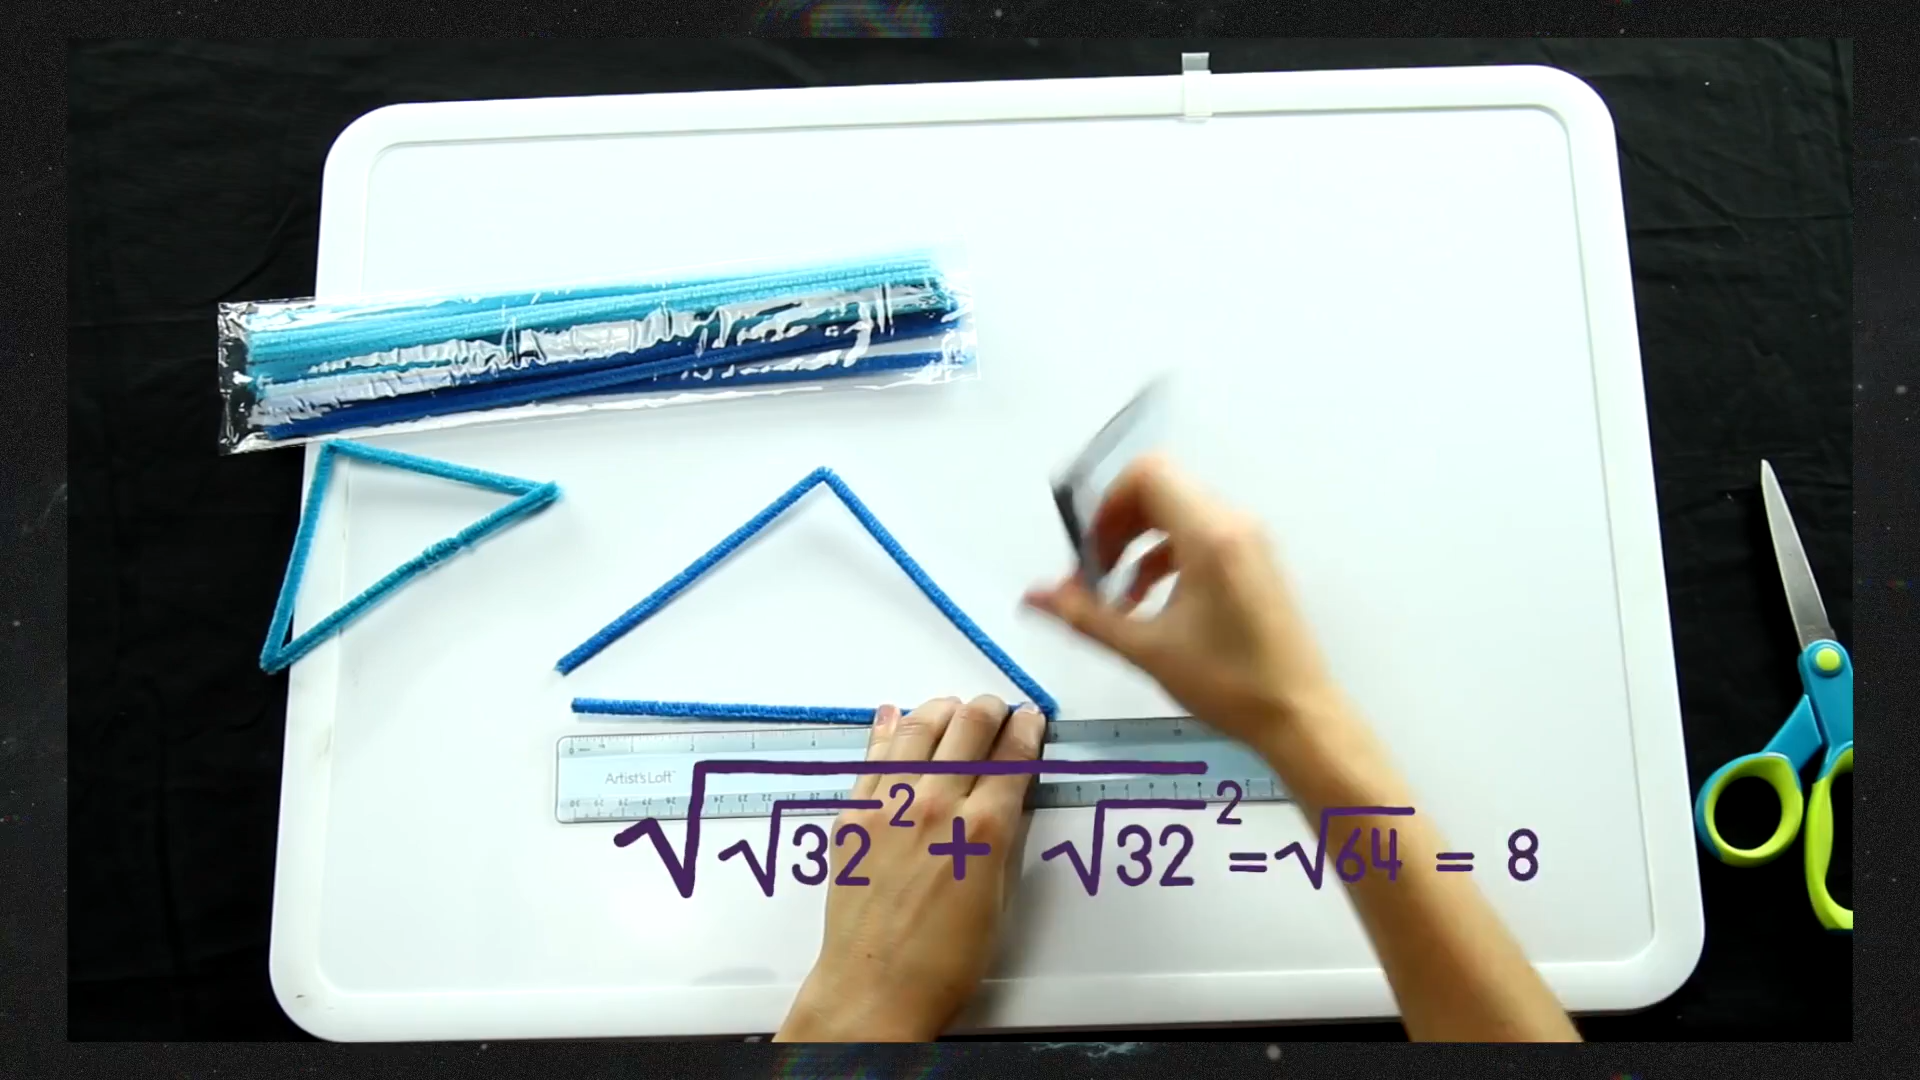 Artist's Loft
√(√32² + √32²) = √64 = 8